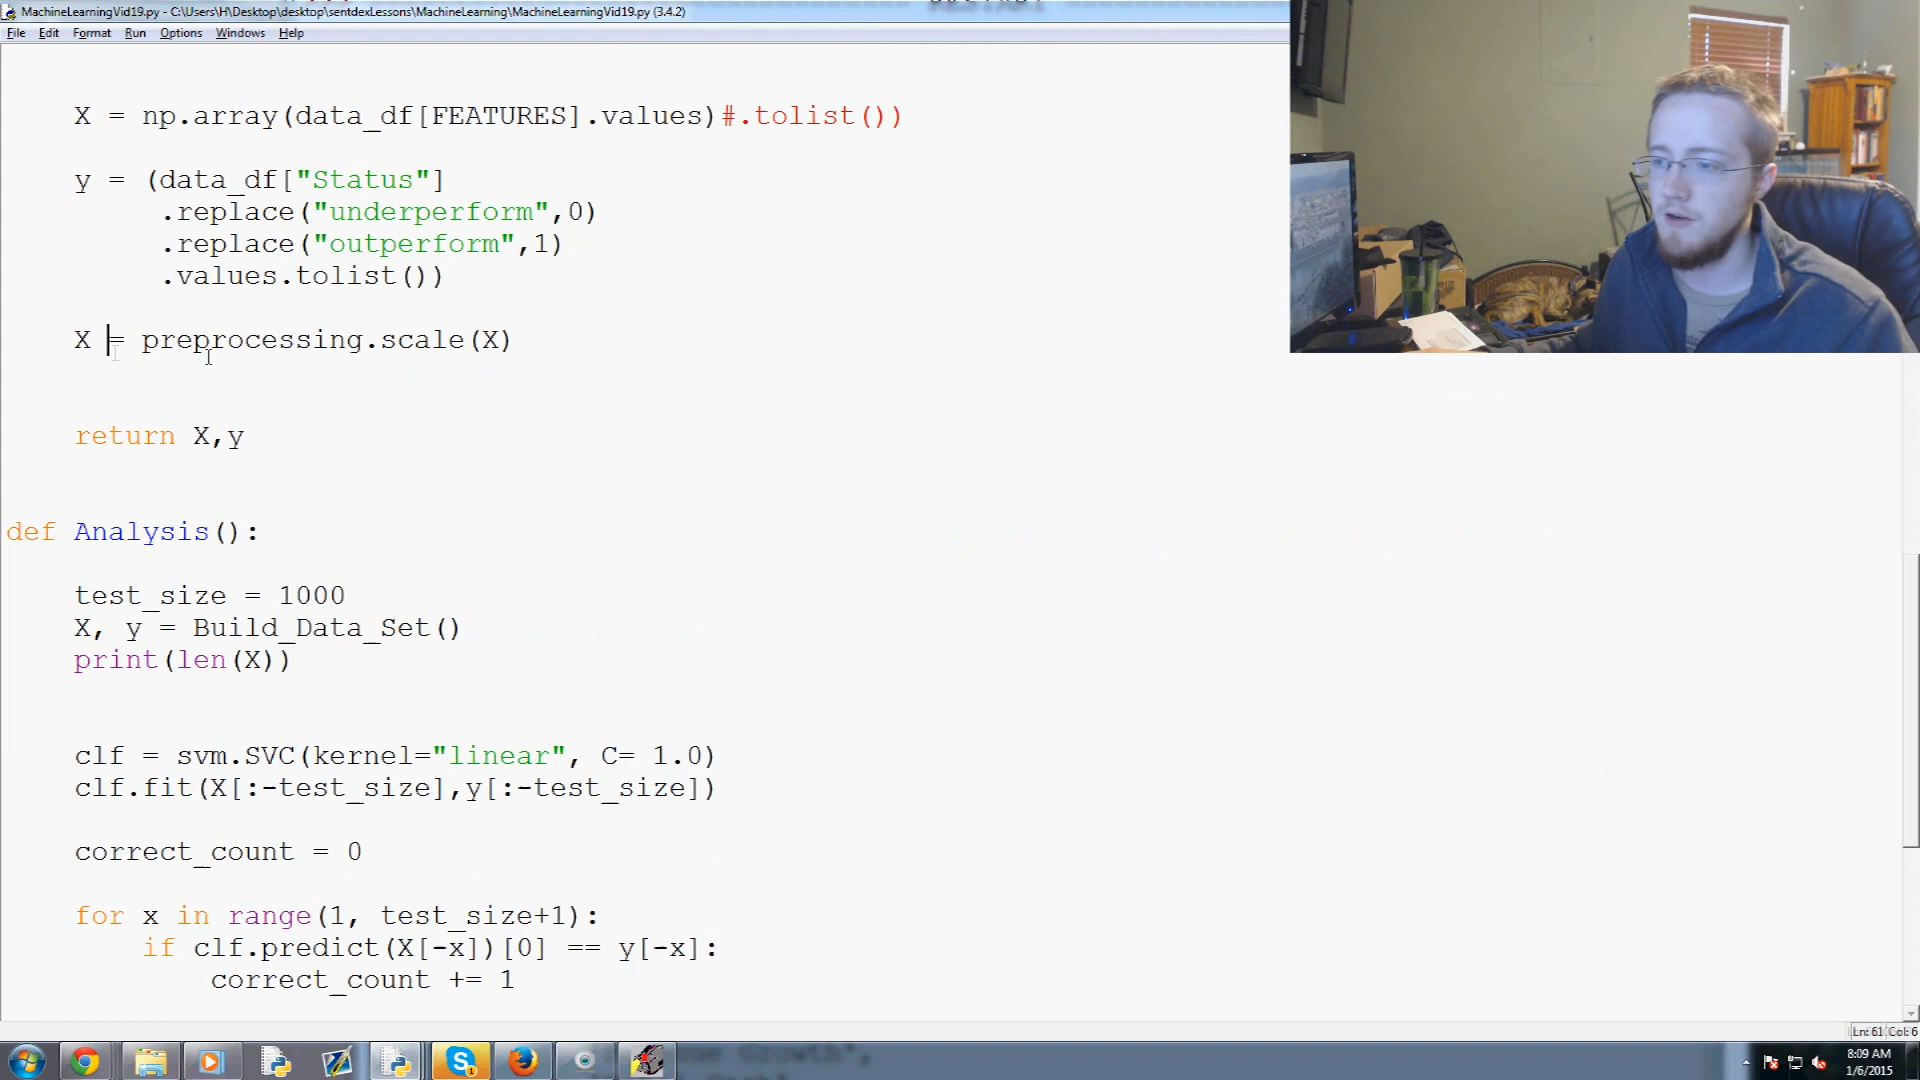 MachineLearningVid19.py - C:\Users\H\Desktop\desktop\sentdexLessons\MachineLearning\MachineLearningVid19.py (3.4.2)
File Edit Format Run Options Windows Help
X = np.array(data_df[FEATURES].values)#.tolist())
y = (data_df["Status"]
.replace("underperform",0)
.replace("outperform",1)
.values.tolist())
X = preprocessing.scale(X)
return X,y
def Analysis():
test_size = 1000
X, y = Build_Data_Set()
print(len(X))
clf = svm.SVC(kernel="linear", C= 1.0)
clf.fit(X[:-test_size],y[:-test_size])
correct_count = 0
for x in range(1, test_size+1):
if clf.predict(X[-x])[0] == y[-x]:
correct_count += 1
Ln: 61 Col: 6
8:09 AM
1/6/2015